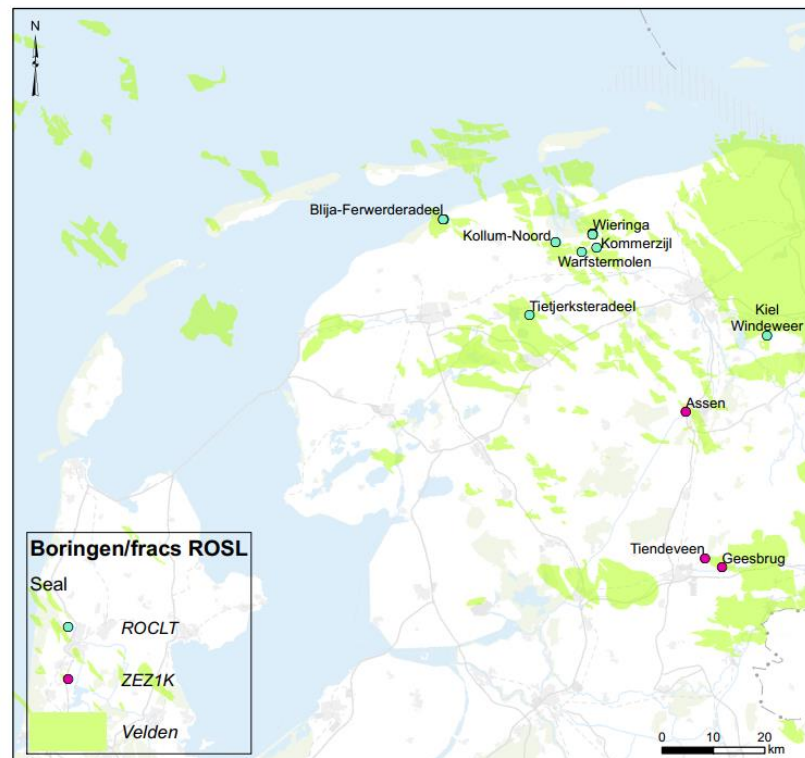 N
Blija-Ferwerderadeel
Wieringa
Kollum-Noord
Kommerzijl
Warfstermolen
Tietjerksteradeel
Kiel
Windeweer
Assen
Tiendeveen
Geesbrug
Boringen/fracs ROSL
Seal
ROCLT
ZEZ1K
Velden
0 10 20
km